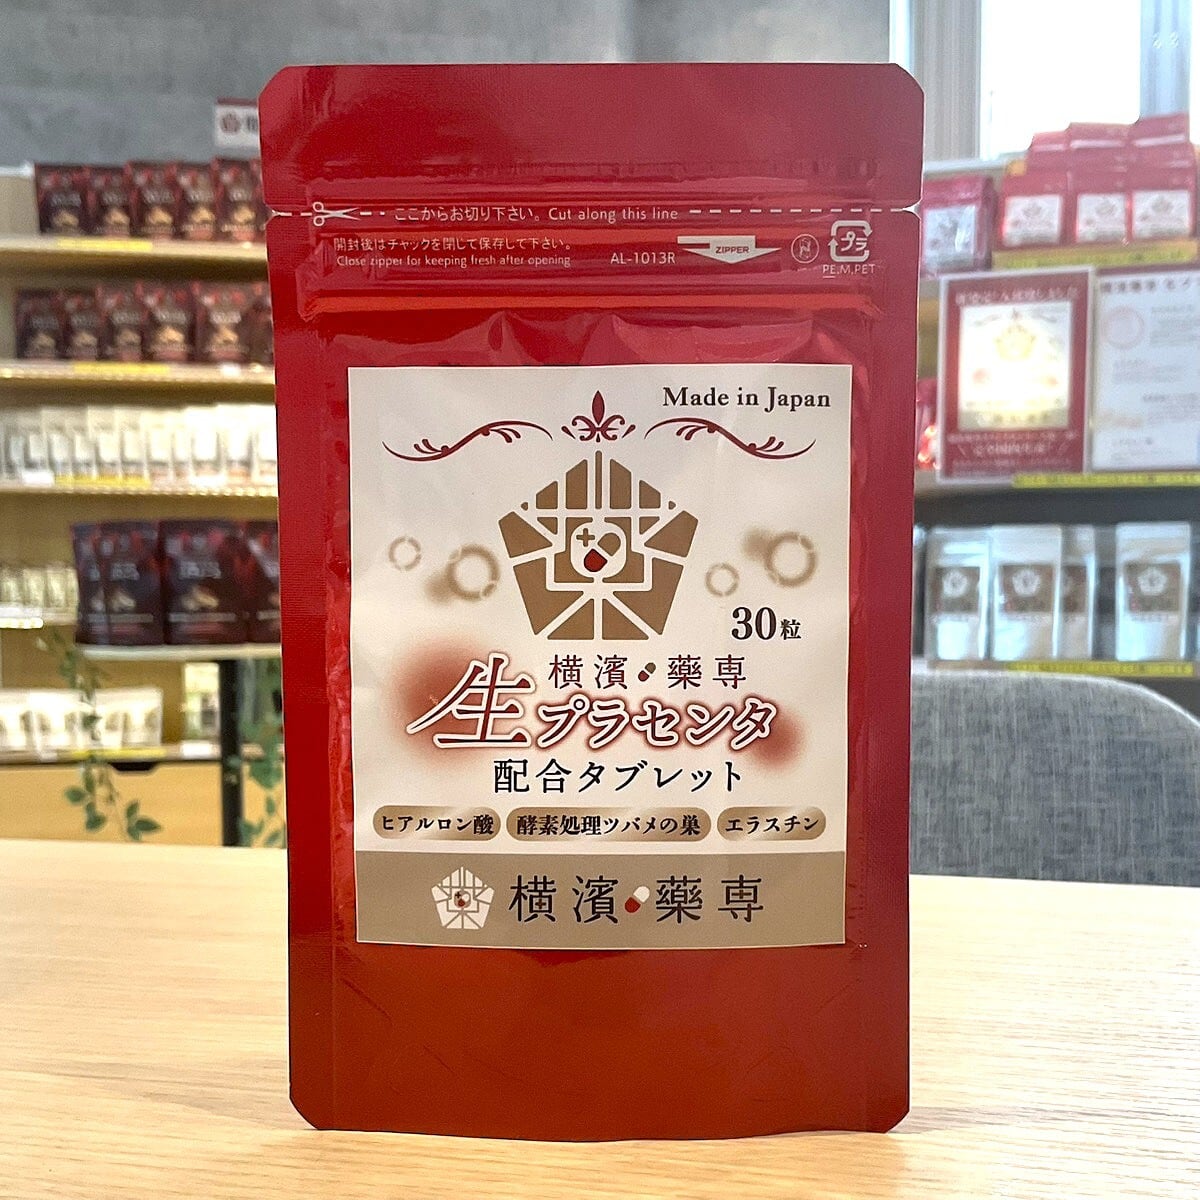 ここからお切り下さい。Cut along this line
開封後はチャックを閉じて保存して下さい。
Close zipper for keeping fresh after opening
AL-1013R
ZIPPER
プラ
PE.M.PET
Made in Japan
30粒
横濱薬専
生プラセンタ
配合タブレット
ヒアルロン酸 酵素処理ツバメの巣 エラスチン
横濱藥専